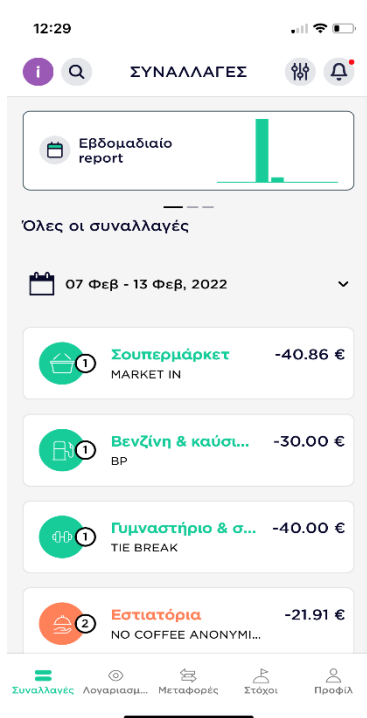 12:29
i
ΣΥΝΑΛΛΑΓΕΣ
Εβδομαδιαίο
report
Όλες οι συναλλαγές
07 Φεβ - 13 Φεβ, 2022
Σουπερμάρκετ -40.86 €
1
MARKET IN
Βενζίνη & καύσι... -30.00 €
1
BP
Γυμναστήριο & σ... -40.00 €
1
TIE BREAK
Εστιατόρια -21.91 €
2
NO COFFEE ANONYMI...
Συναλλαγές Λογαριασμ... Μεταφορές Στόχοι Προφίλ